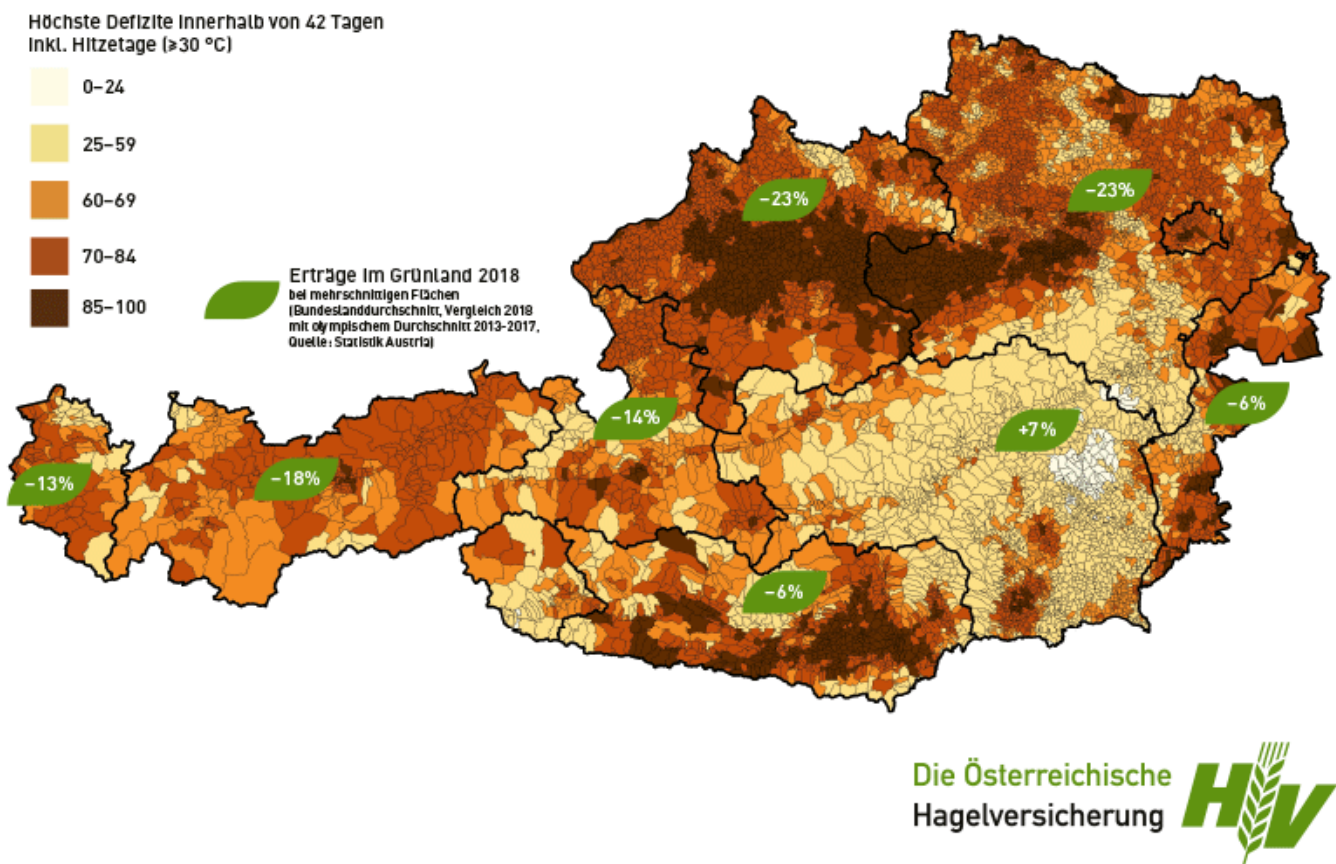 Höchste Defizite innerhalb von 42 Tagen
inkl. Hitzetage (≥30 °C)
0–24
25–59
60–69
70–84
85–100
Erträge im Grünland 2018
bei mehrschnittigen Flächen
(Bundeslanddurchschnitt, Vergleich 2018
mit olympischem Durchschnitt 2013-2017,
Quelle: Statistik Austria)
–23%
–23%
–14%
–6%
+7%
–13%
–18%
–6%
Die Österreichische
Hagelversicherung
HV